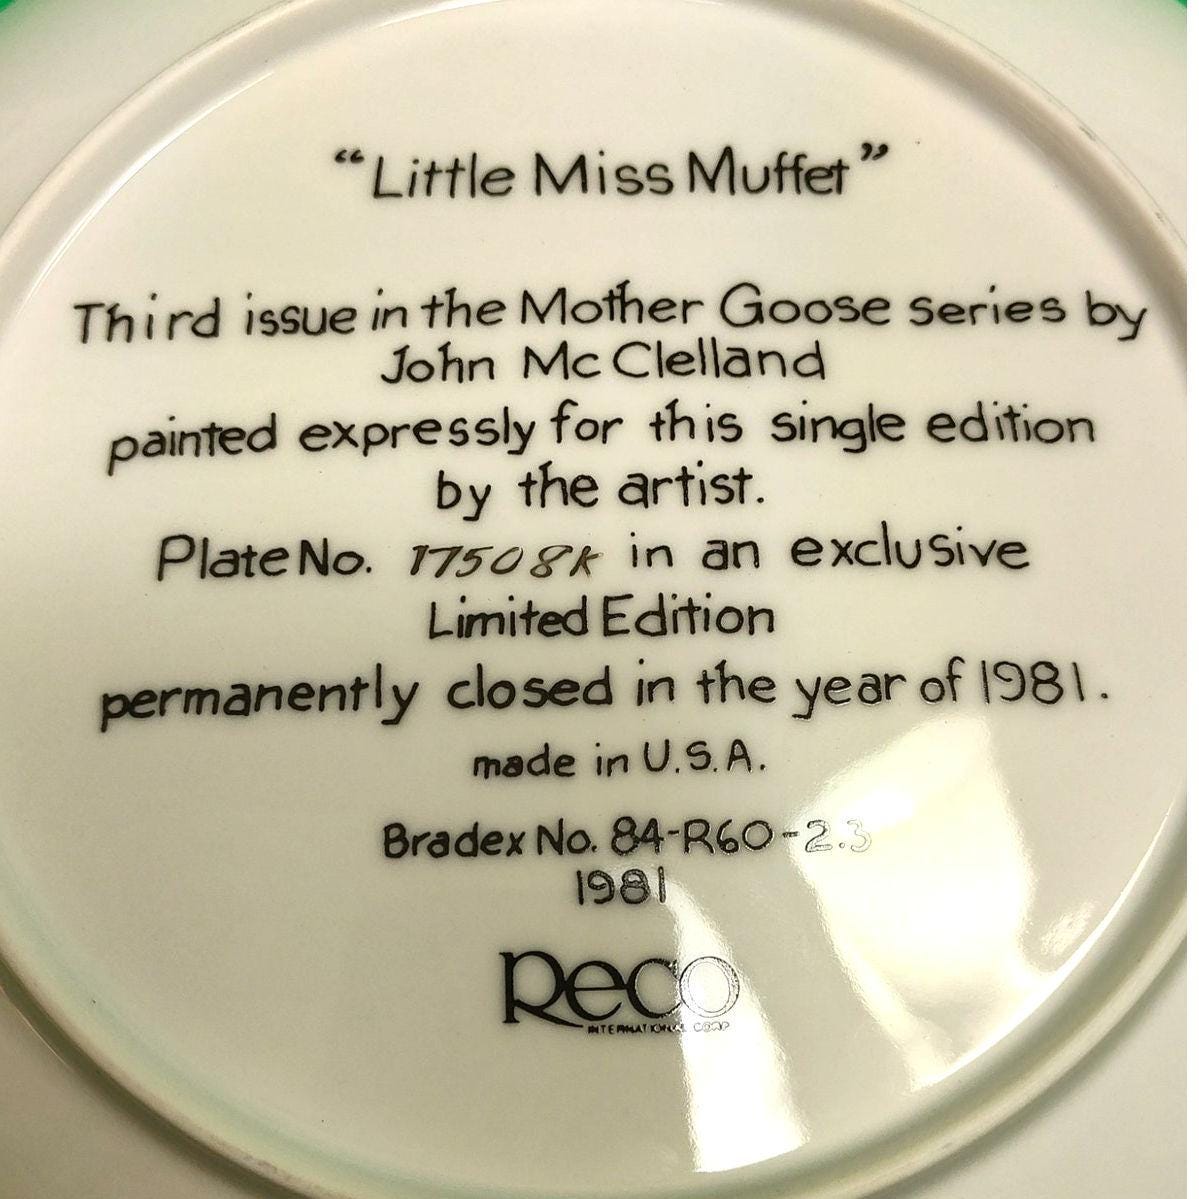 “Little Miss Muffet”
Third issue in the Mother Goose series by
John McClelland
painted expressly for this single edition
by the artist.
Plate No. 17508K in an exclusive
Limited Edition
permanently closed in the year of 1981.
made in U.S.A.
Bradex No. 84-R60-2.3
1981
Reco
INTERNATIONAL CORP